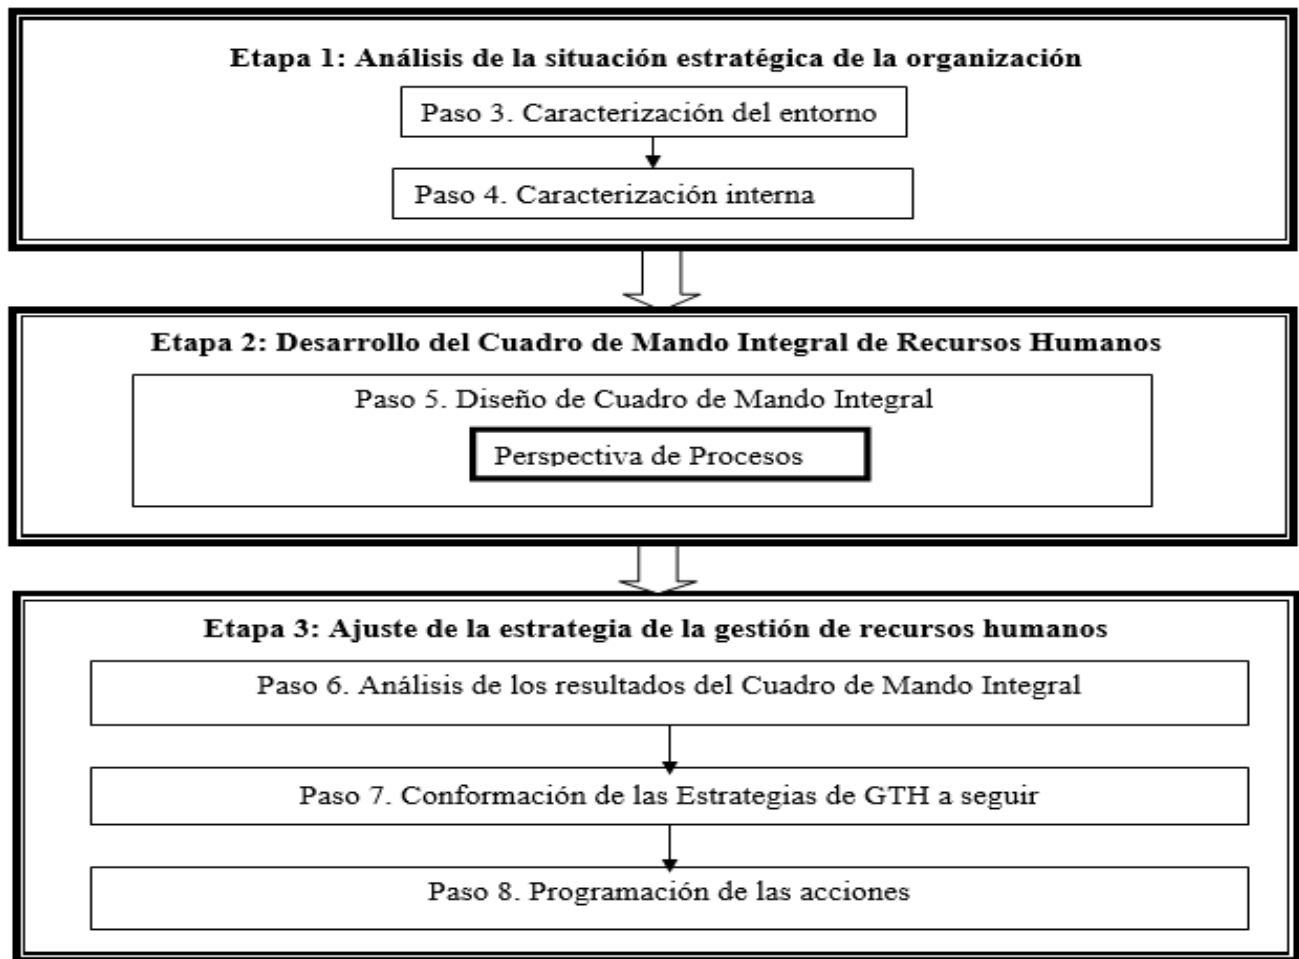 Etapa 1: Análisis de la situación estratégica de la organización
Paso 3. Caracterización del entorno
Paso 4. Caracterización interna
Etapa 2: Desarrollo del Cuadro de Mando Integral de Recursos Humanos
Paso 5. Diseño de Cuadro de Mando Integral
Perspectiva de Procesos
Etapa 3: Ajuste de la estrategia de la gestión de recursos humanos
Paso 6. Análisis de los resultados del Cuadro de Mando Integral
Paso 7. Conformación de las Estrategias de GTH a seguir
Paso 8. Programación de las acciones